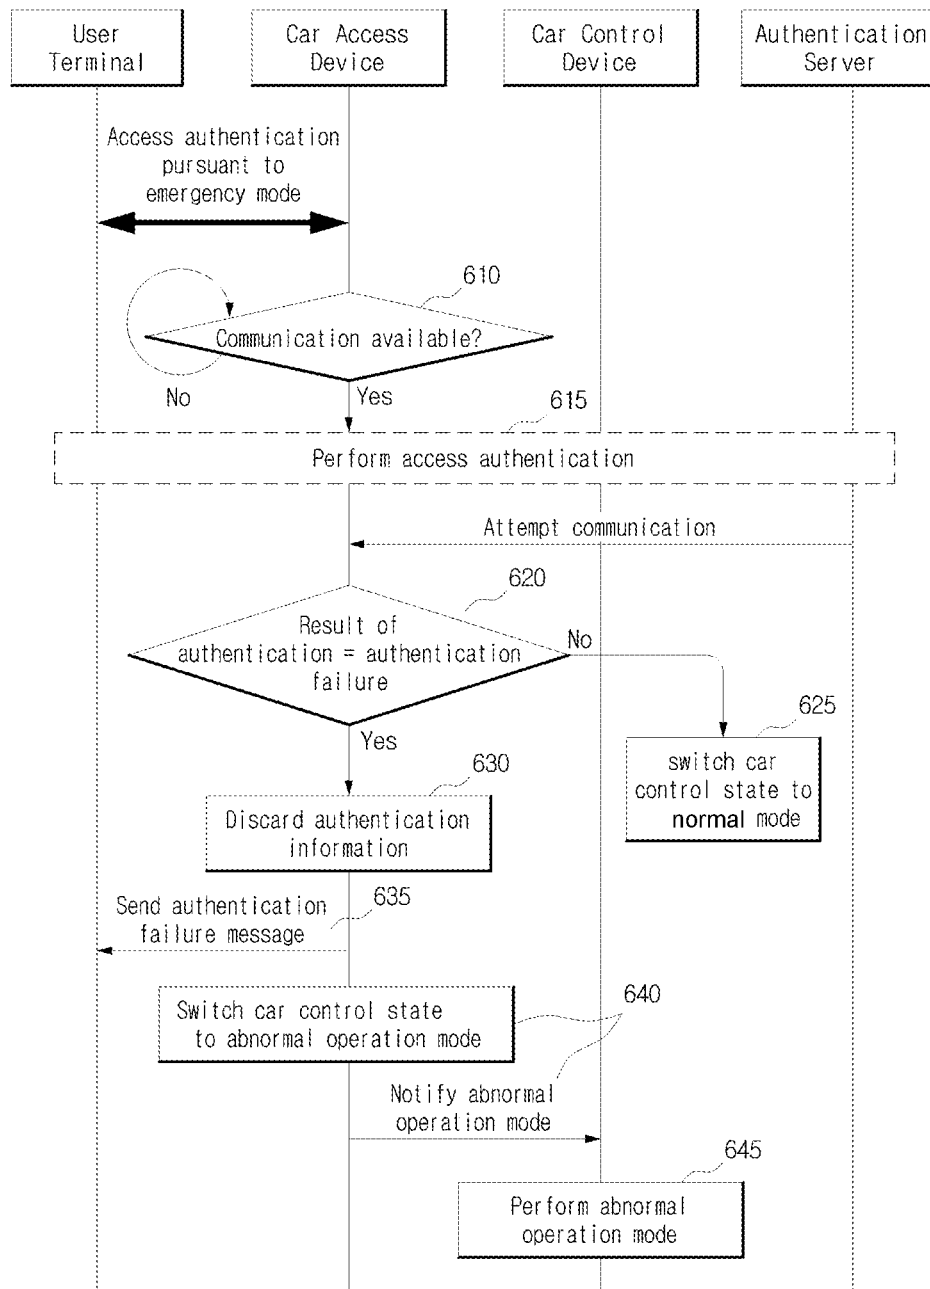 User
Terminal
Car Access
Device
Car Control
Device
Authentication
Server
Access authentication
pursuant to
emergency mode
610
Communication available?
No
Yes
615
Perform access authentication
Attempt communication
620
Result of
authentication = authentication
failure
No
Yes
625
switch car
control state to
normal mode
630
Discard authentication
information
635
Send authentication
failure message
640
Switch car control state
to abnormal operation mode
Notify abnormal
operation mode
645
Perform abnormal
operation mode